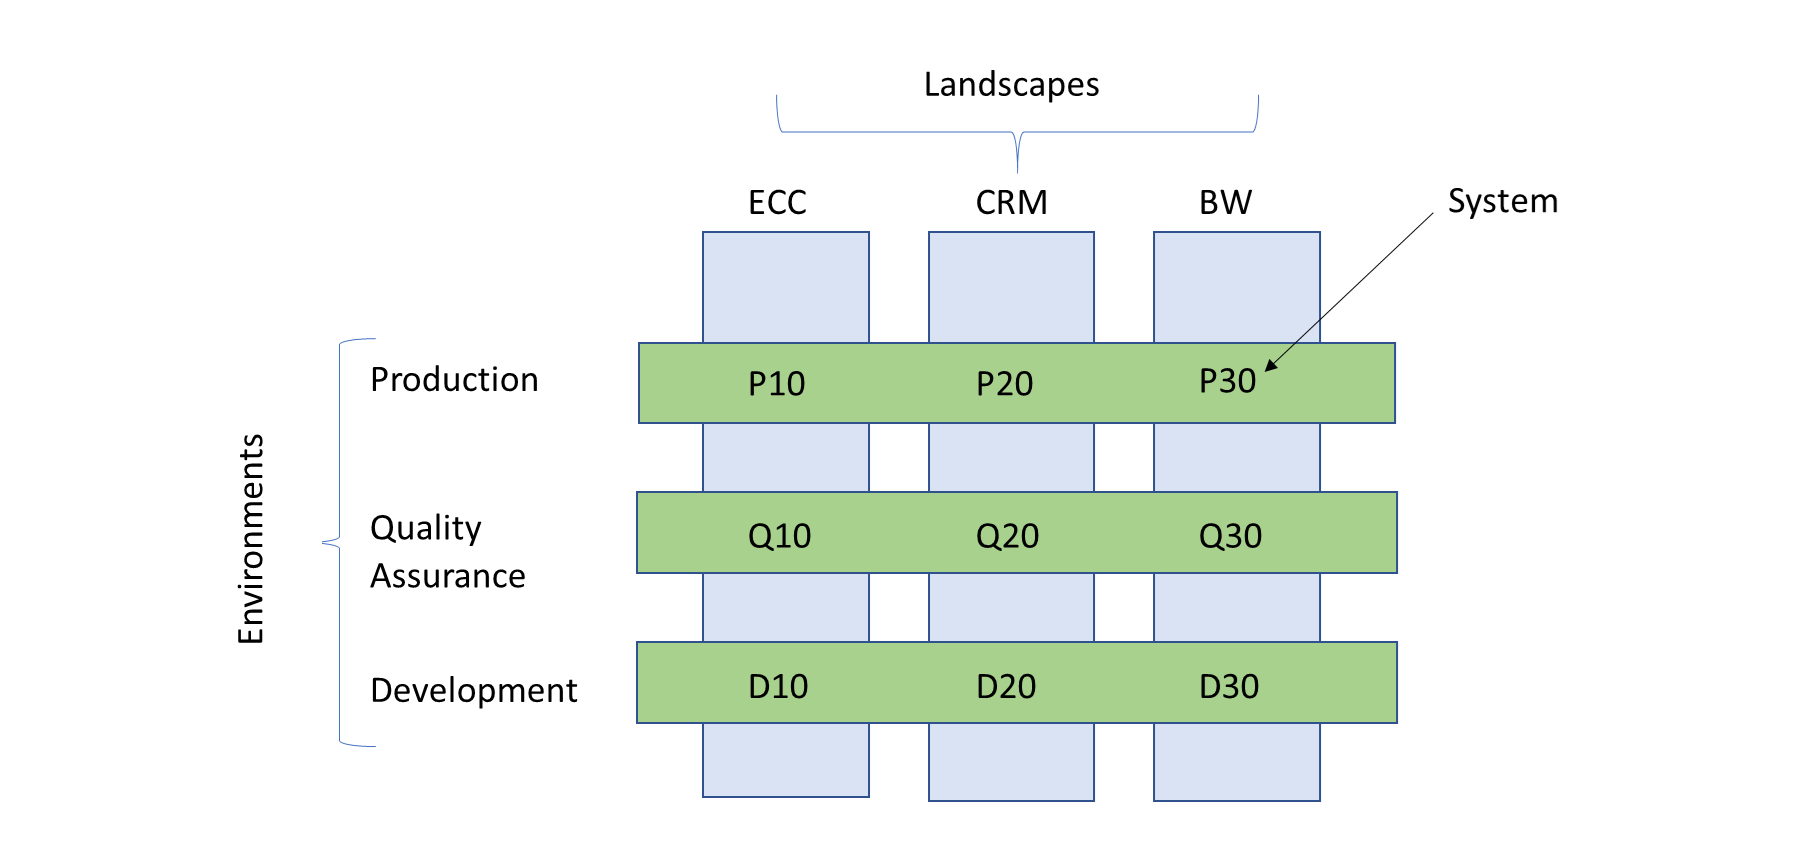 Landscapes
ECC CRM BW System
Environments
Production P10 P20 P30
Quality
Assurance
Q10 Q20 Q30
Development D10 D20 D30